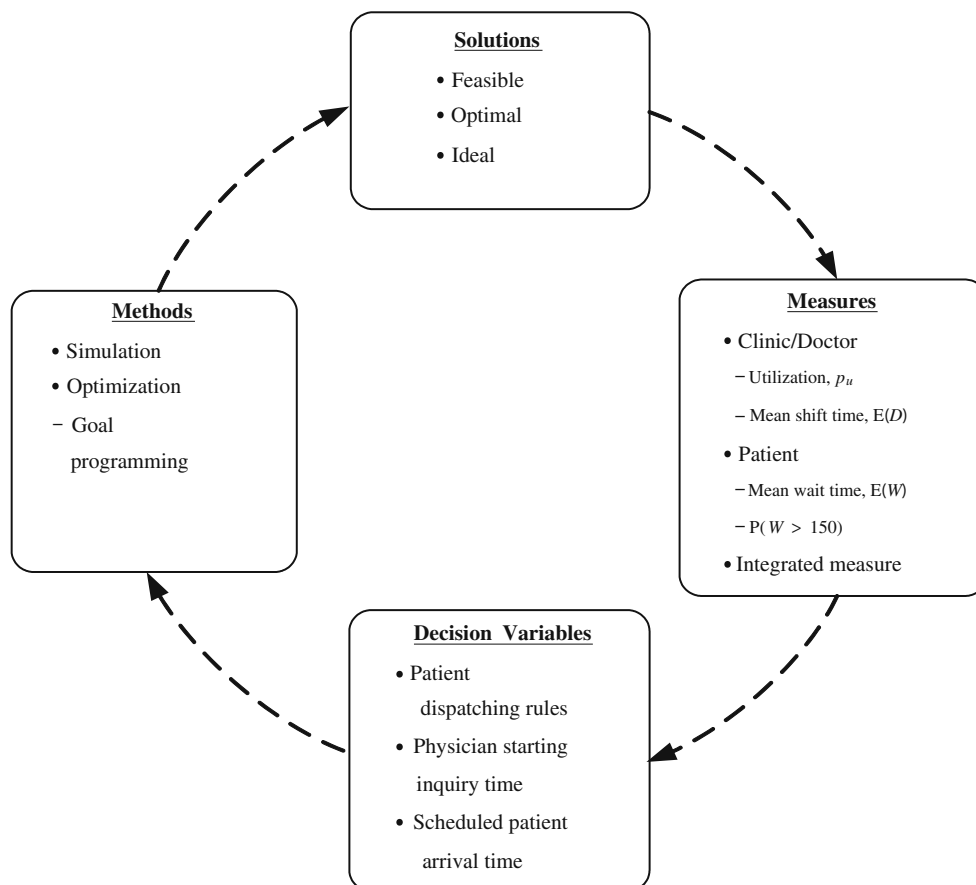 Solutions
• Feasible
• Optimal
• Ideal
Measures
• Clinic/Doctor
– Utilization, pᵤ
– Mean shift time, E(D)
• Patient
– Mean wait time, E(W)
– P( W > 150)
• Integrated measure
Decision Variables
• Patient
dispatching rules
• Physician starting
inquiry time
• Scheduled patient
arrival time
Methods
• Simulation
• Optimization
– Goal
programming